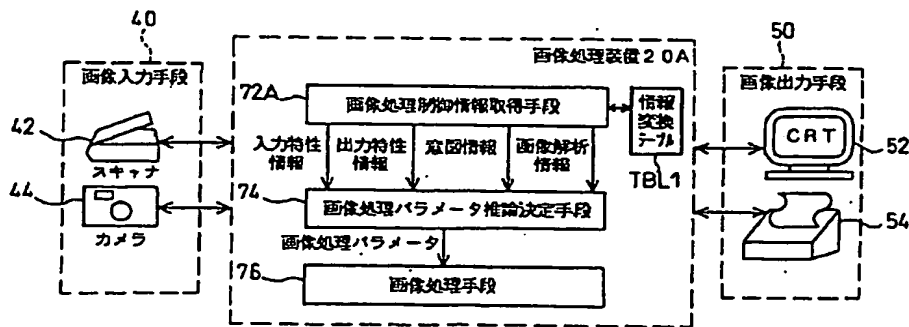 40
画像入力手段
42
スキャナ
44
カメラ
画像処理装置20A
72A
画像処理制御情報取得手段
情報
変換
テーブル
TBL1
入力特性
情報
出力特性
情報
意図情報
画像解析
情報
74
画像処理パラメータ推論決定手段
画像処理パラメータ
76
画像処理手段
50
画像出力手段
CRT
52
54